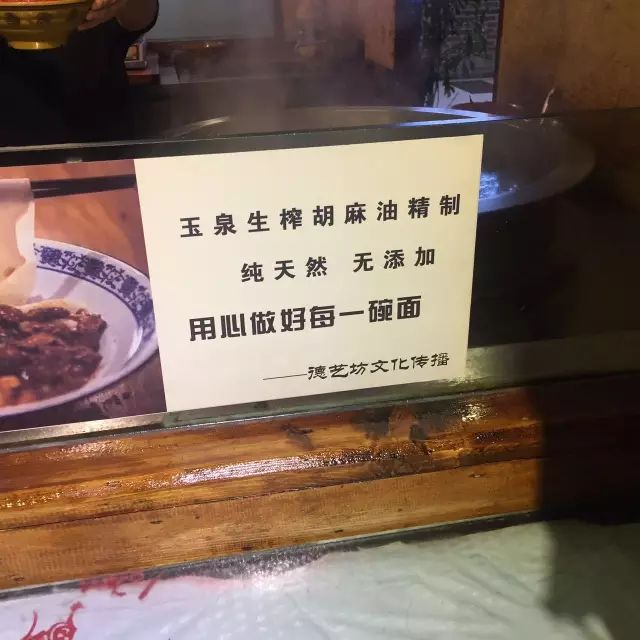 玉泉生榨胡麻油精制
纯天然 无添加
用心做好每一碗面
——德艺坊文化传播